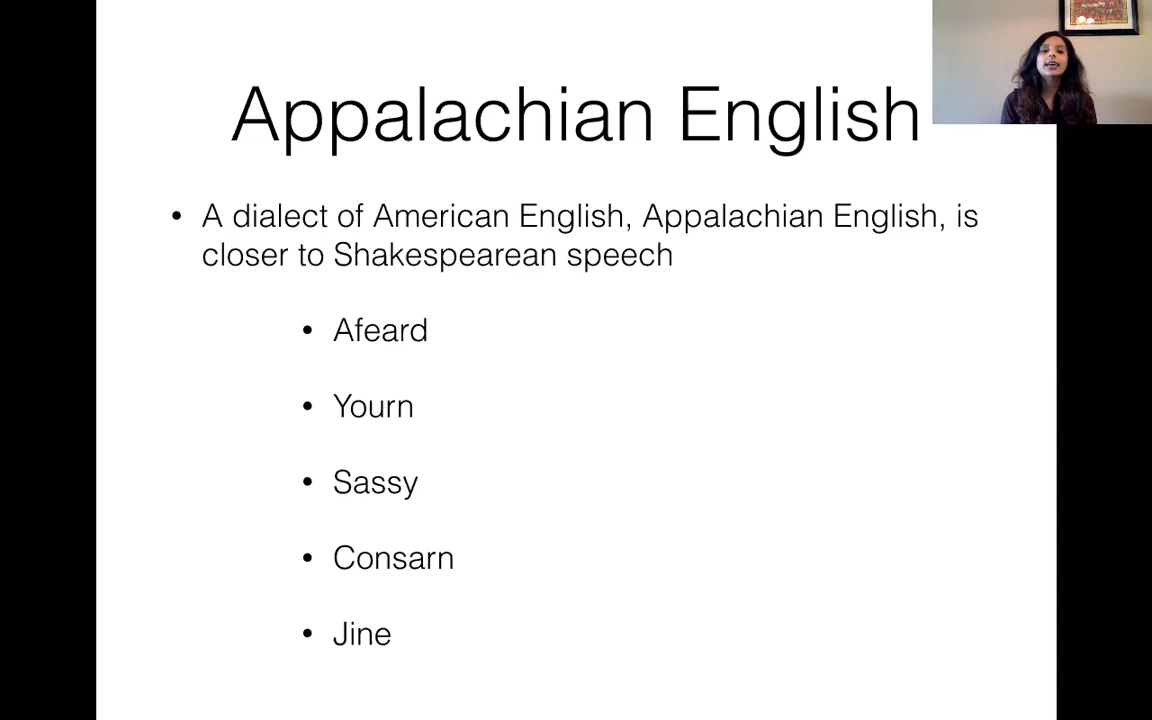 Appalachian English
• A dialect of American English, Appalachian English, is
closer to Shakespearean speech
• Afeard
• Yourn
• Sassy
• Consarn
• Jine